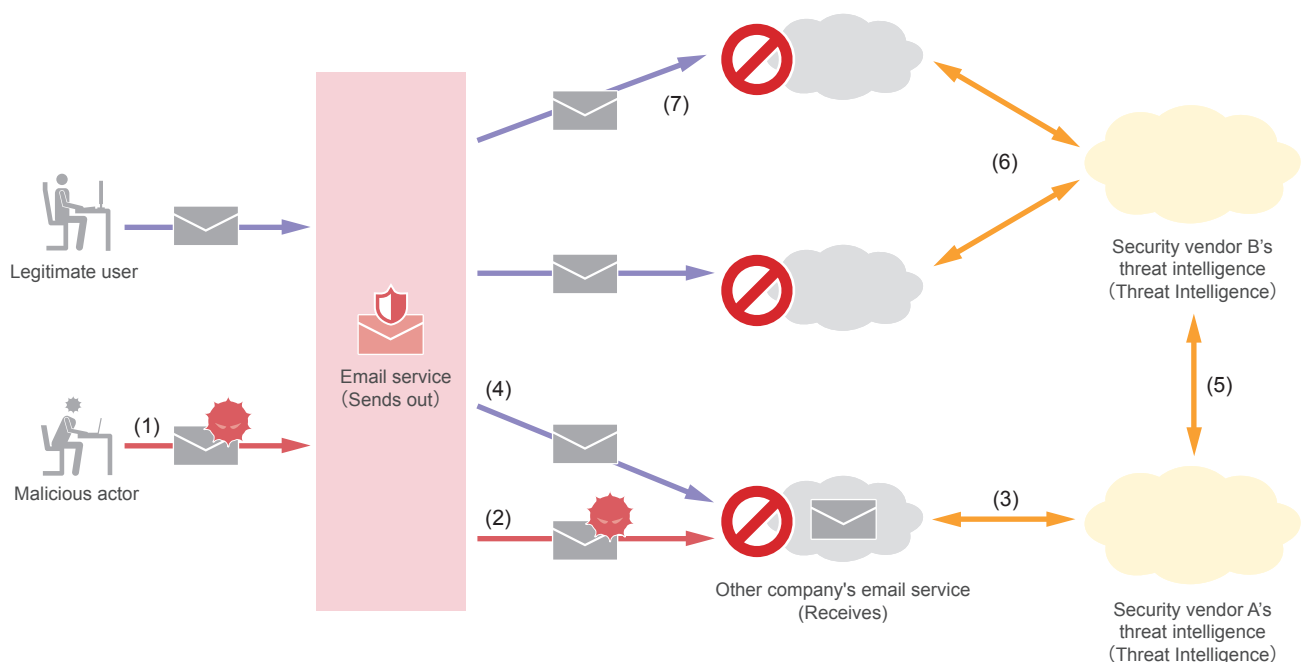 (7)
(6)
Legitimate user
Security vendor B's
threat intelligence
（Threat Intelligence）
Email service
（Sends out）
(4)
(5)
(1)
Malicious actor
(2)
(3)
Other company's email service
(Receives)
Security vendor A's
threat intelligence
（Threat Intelligence）